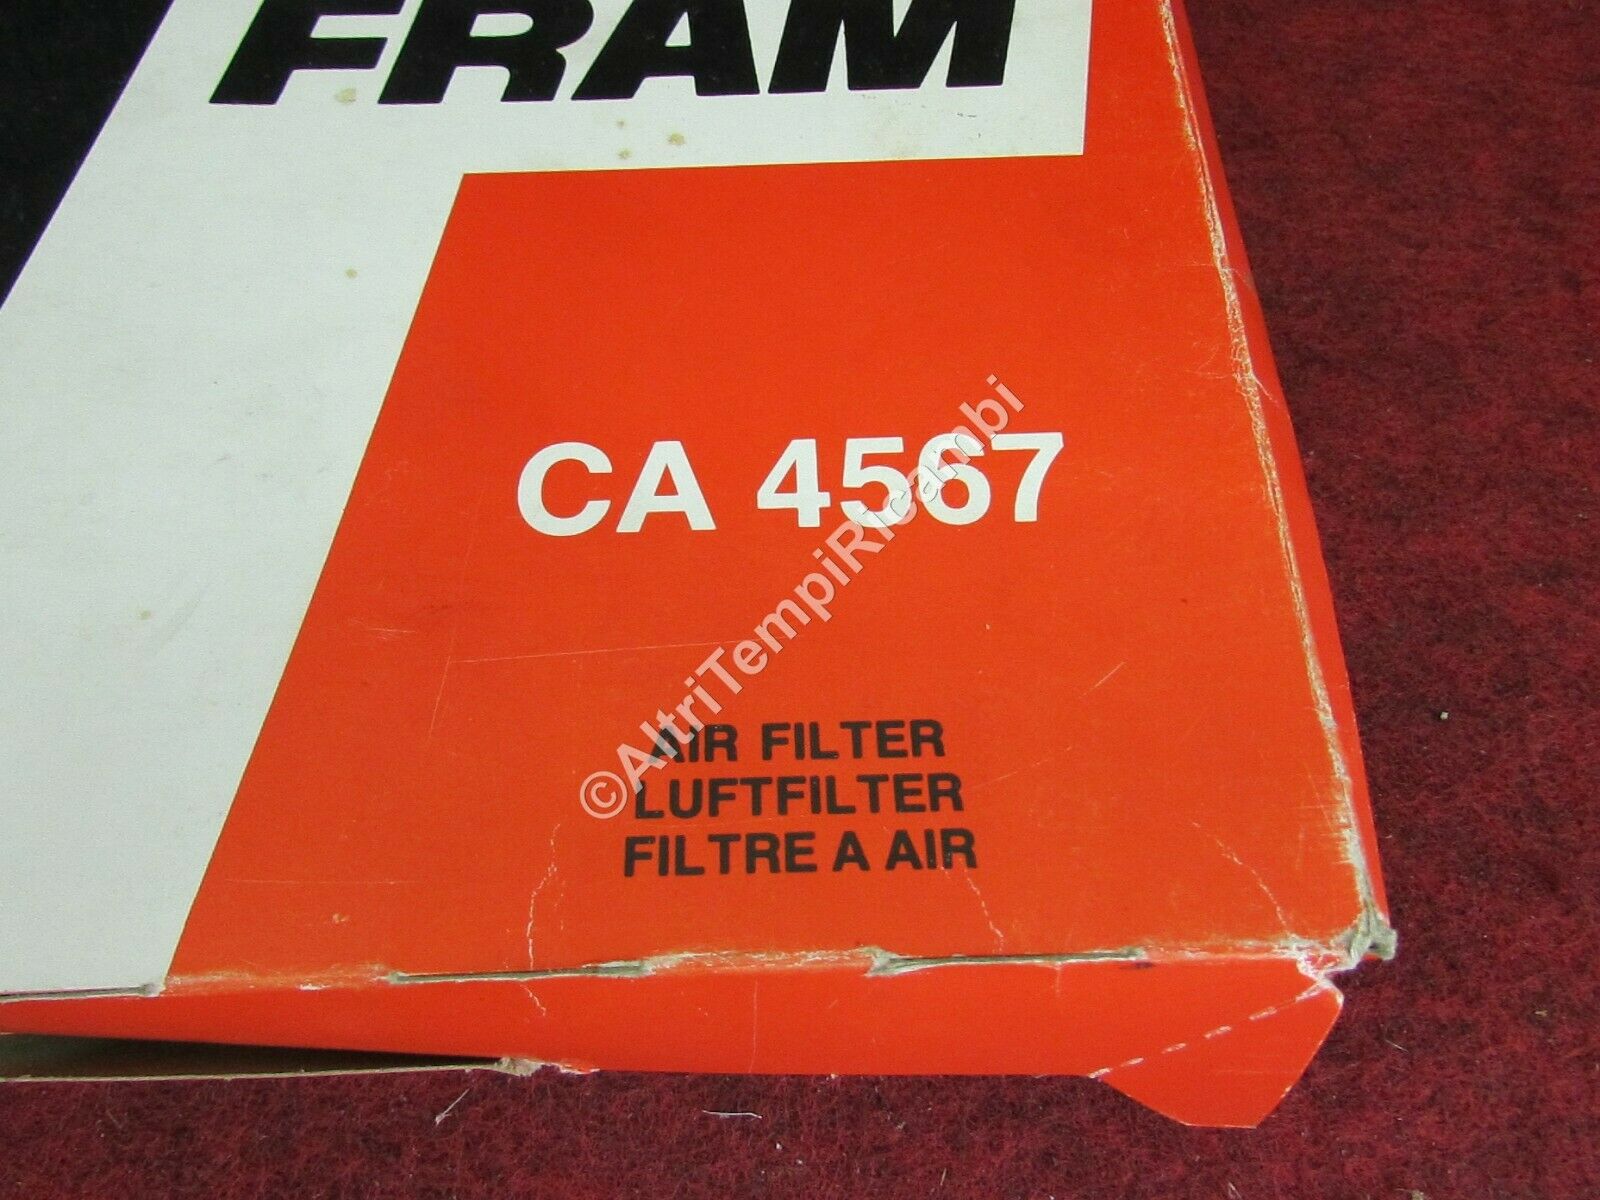 FRAM
CA 4567
©AltriTempiRicambi
AIR FILTER
LUFTFILTER
FILTRE A AIR